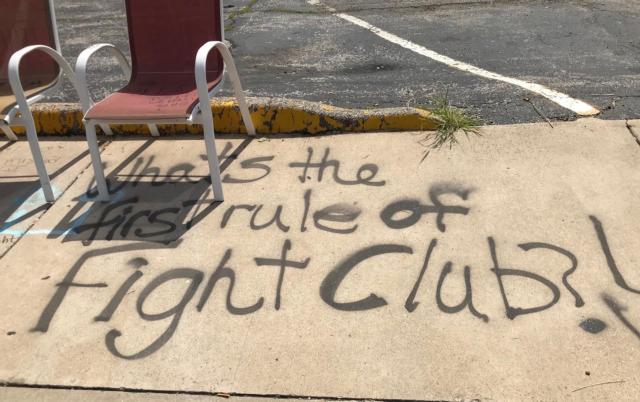 What's the
first rule of
Fight Club?!